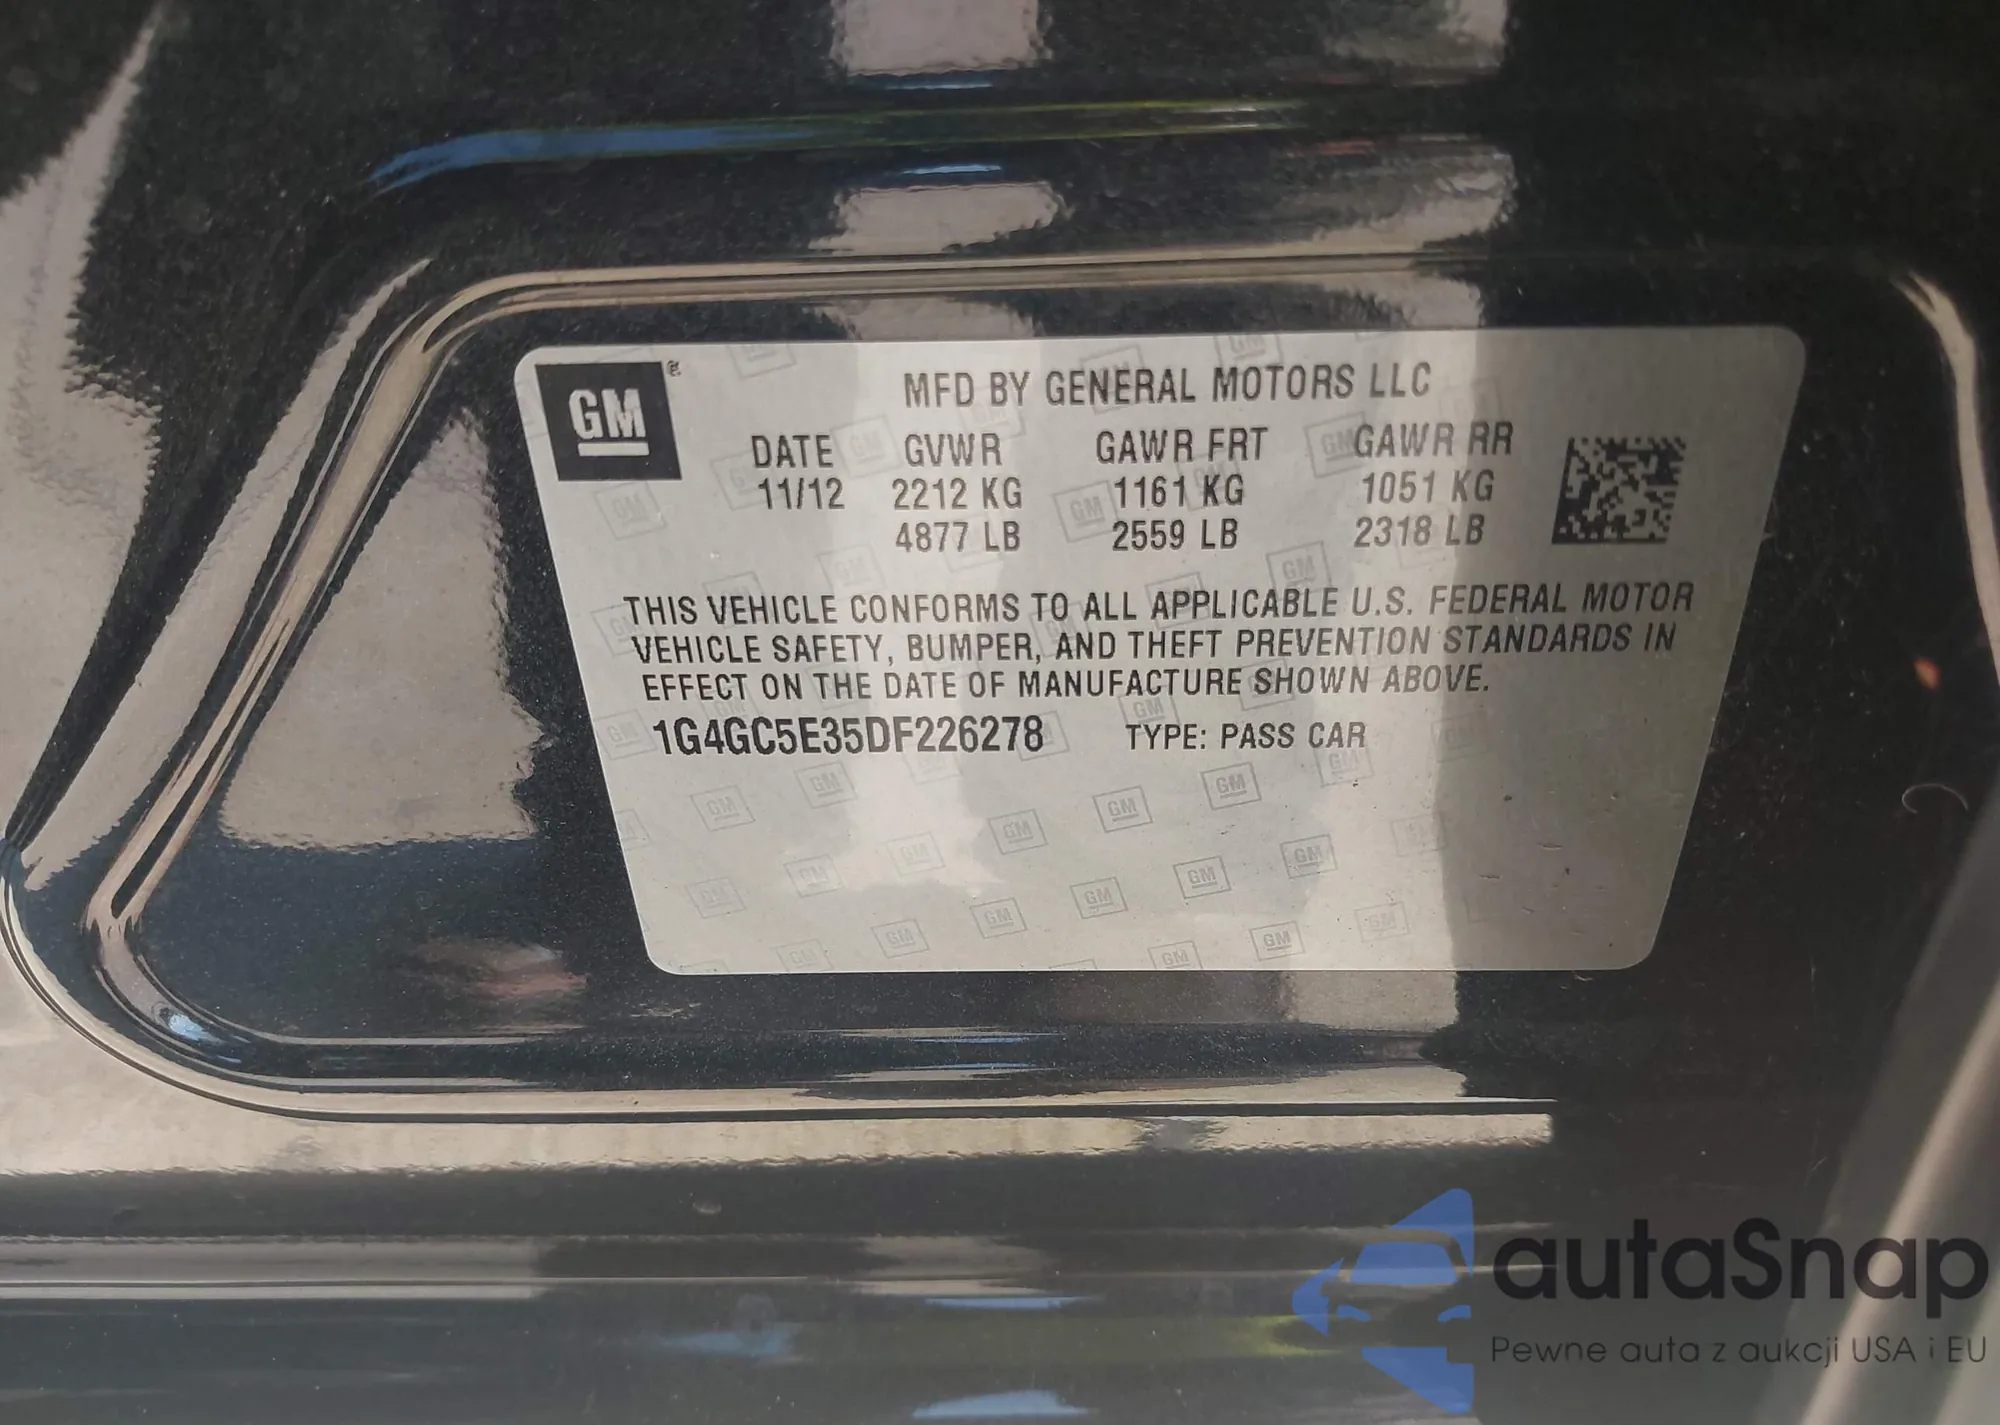 GM
MFD BY GENERAL MOTORS LLC
DATE GVWR GAWR FRT GAWR RR
11/12 2212 KG 1161 KG 1051 KG
4877 LB 2559 LB 2318 LB
THIS VEHICLE CONFORMS TO ALL APPLICABLE U.S. FEDERAL MOTOR
VEHICLE SAFETY, BUMPER, AND THEFT PREVENTION STANDARDS IN
EFFECT ON THE DATE OF MANUFACTURE SHOWN ABOVE.
1G4GC5E35DF226278 TYPE: PASS CAR
autaSnap
Pewne auta z aukcji USA i EU